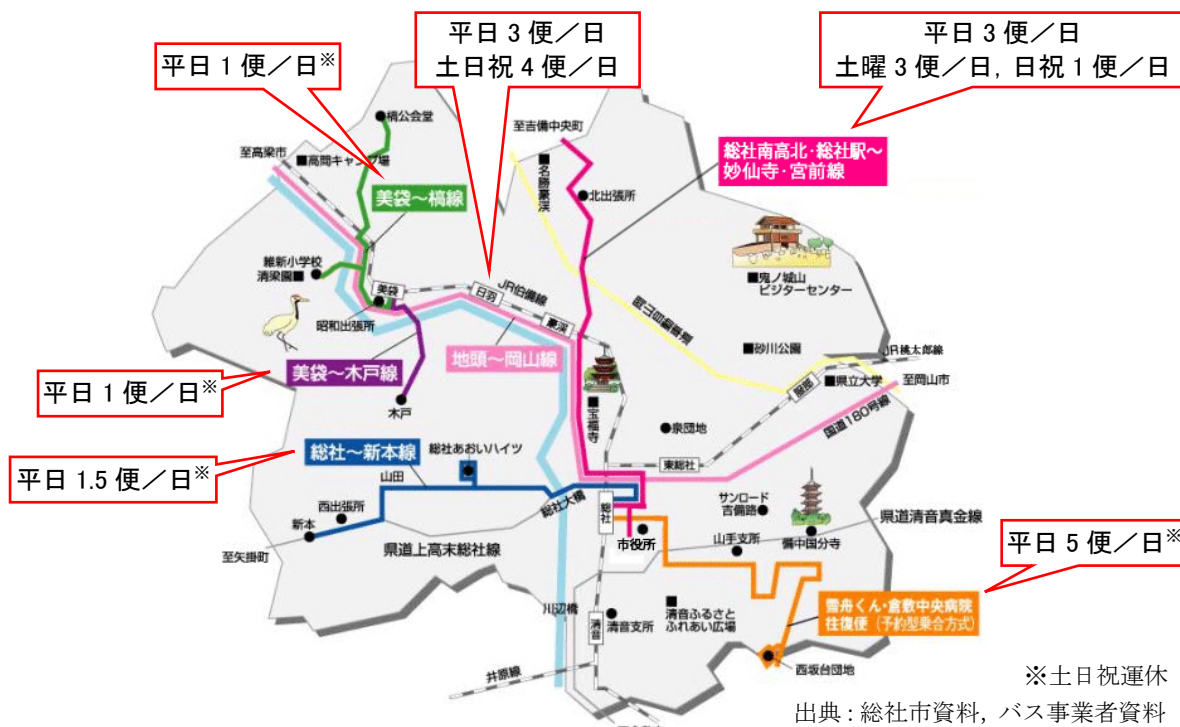 平日 3 便／日
土日祝 4 便／日
平日 3 便／日
土曜 3 便／日, 日祝 1 便／日
平日 1 便／日※
槁公会堂
至吉備中央町
至高梁市
■高間キャンプ場
■名勝豪渓
総社南高北・総社駅～
妙仙寺・宮前線
北出張所
美袋～槁線
維新小学校
清梁園■
■鬼ノ城山
ビジターセンター
美袋
日羽
JR伯備線
豪渓
岡山自動車道
昭和出張所
■砂川公園
JR桃太郎線
地頭～岡山線
美袋～木戸線
服部
■県立大学
至岡山市
平日 1 便／日※
木戸
■宝福寺
国道180号線
泉団地
総社～新本線
総社あおいハイツ
東総社
平日 1.5 便／日※
山田
総社大橋
総社
サンロード
吉備路
西出張所
新本
県道清音真金線
市役所
山手支所
備中国分寺
至矢掛町
県道上高末総社線
平日 5 便／日※
川辺橋
清音
清音支所
■
清音ふるさと
ふれあい広場
雪舟くん・倉敷中央病院
往復便（予約型乗合方式）
西坂台団地
井原線
※土日祝運休
出典：総社市資料, バス事業者資料